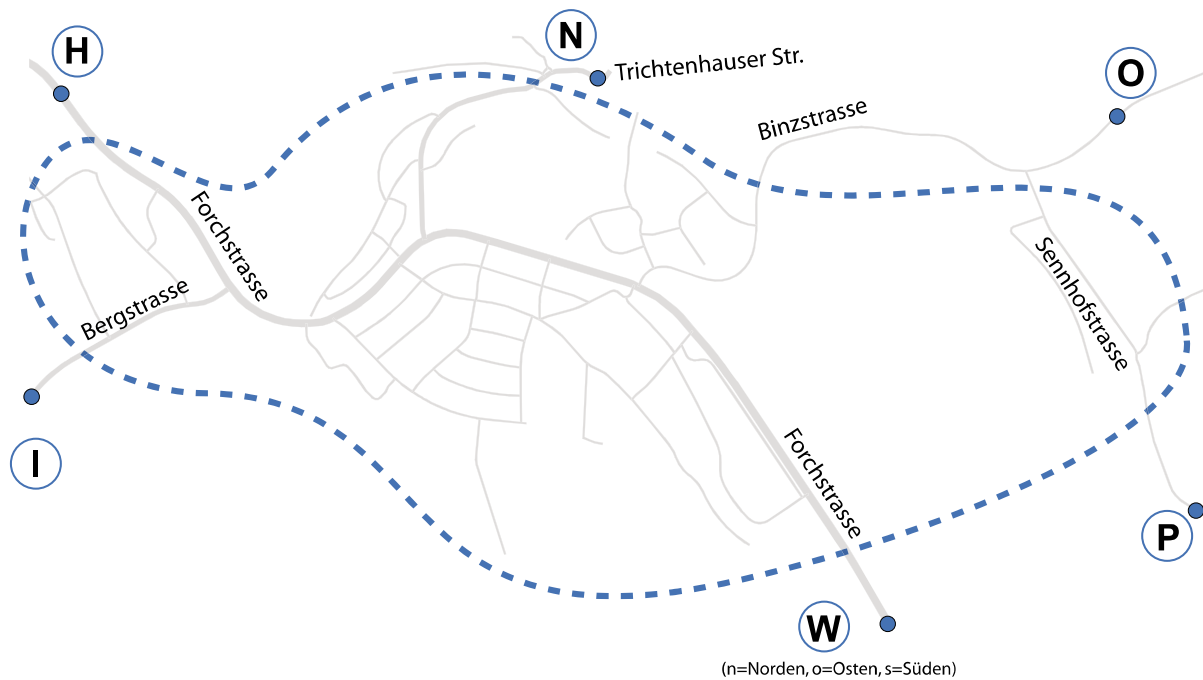 H
N
Trichtenhauser Str.
O
Binzstrasse
Forchstrasse
Sennhofstrasse
Bergstrasse
I
Forchstrasse
P
W
(n=Norden, o=Osten, s=Süden)